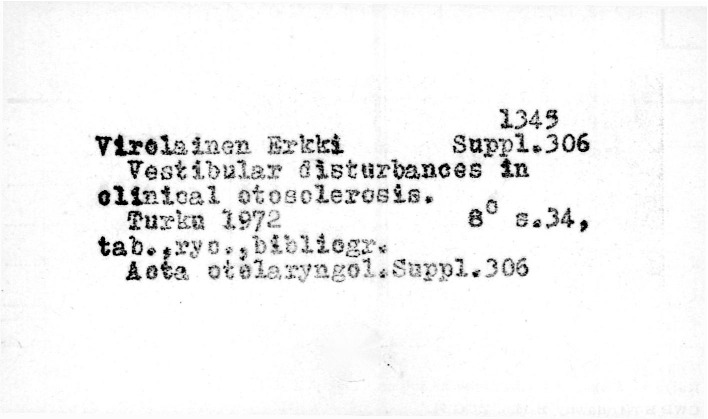 1345
Virolainen Erkki Suppl.306
Vestibular disturbances in
clinical otosclerosis.
Turku 1972 8° s.34,
tab.,ryc.,bibliogr.
Acta otolaryngol.Suppl.306